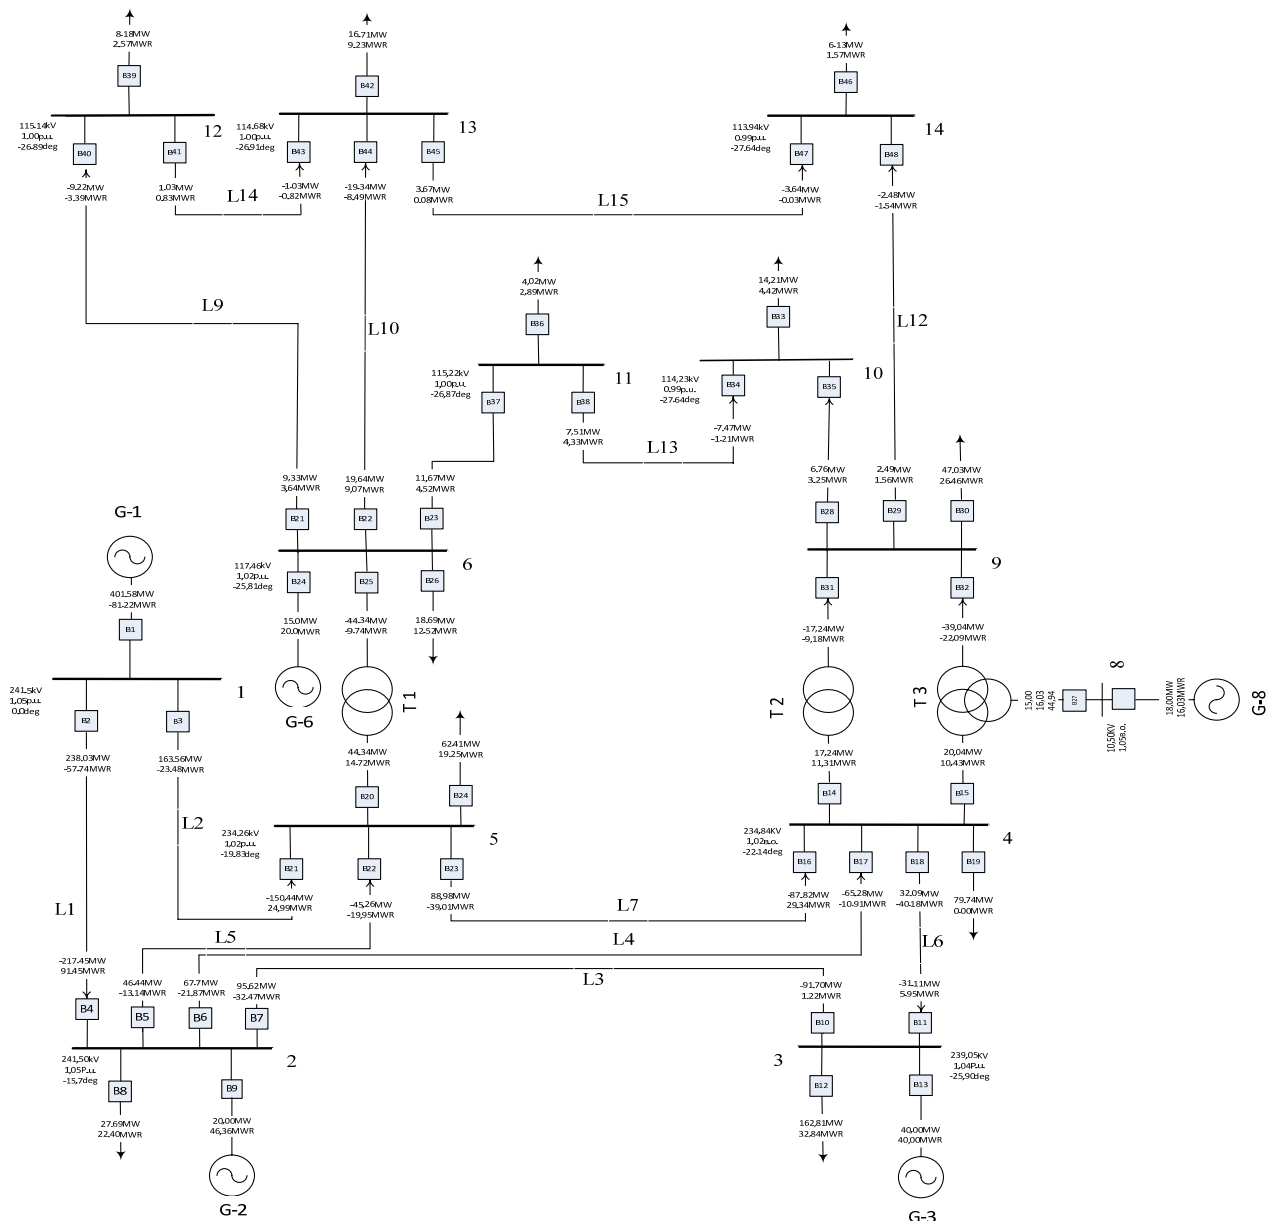 8.18MW
2.57MWR
B39
115.14kV
1.00p.u.
-26.89deg
12
B40
B41
-9.22MW
-3.39MWR
1.03MW
0.83MWR
L14
16.71MW
9.23MWR
B42
114.68kV
1.00p.u.
-26.91deg
13
B43
B44
B45
-1.03MW
-0.82MWR
-19.34MW
-8.49MWR
3.67MW
0.08MWR
L15
6.13MW
1.57MWR
B46
113.94kV
0.99p.u.
-27.64deg
14
B47
B48
-3.64MW
-0.03MWR
-2.48MW
-1.54MWR
L9
L10
L12
4,02MW
2,89MWR
B36
115,22kV
1,00p.u.
-26,87deg
11
B37
B38
7,51MW
4,33MWR
L13
14,21MW
4,42MWR
B33
114,23kV
0.99p.u.
-27.64deg
10
B34
B35
-7.47MW
-1.21MWR
9,33MW
3,64MWR
19,64MW
9,07MWR
11,67MW
4,52MWR
B21
B22
B23
6
117,46kV
1,02p.u.
-25,81deg
B24
B25
B26
15.0MW
20.0MWR
-44.34MW
-9.74MWR
18.69MW
12.52MWR
G-6
T 1
6.76MW
3.25MWR
2.49MW
1.56MWR
47.03MW
26.46MWR
B28
B29
B30
9
B31
B32
-17,24MW
-9,18MWR
-39,04MW
-22,09MWR
T 2
T 3
15,00
16,03
44,94
B27
8
10,50KV
1,05в.о.
18,00MW
16,03MWR
G-8
G-1
401.58MW
-81.22MWR
B1
241.5kV
1,05p.u.
0.0deg
1
B2
B3
238.03MW
-57.74MWR
163,56MW
-23.48MWR
L2
L1
44.34MW
14.72MWR
62.41MW
19.25MWR
B20
B24
5
234.26kV
1,02p.u.
-19.83deg
B21
B22
B23
-150,44MW
24,99MWR
-45,26MW
-19,95MWR
88,98MW
-39,01MWR
L7
17,24MW
11,31MWR
20,04MW
10,43MWR
B14
B15
234,84KV
1,02в.о.
-22.14deg
4
B16
B17
B18
B19
-87.82MW
29.34MWR
-65.28MW
-10.91MWR
32.09MW
-40.18MWR
79.74MW
0.00MWR
L5
L4
L6
L3
-217.45MW
91.45MWR
46.44MW
-13,14MWR
67.7MW
-21.87MWR
95.62MW
-32.47MWR
B4
B5
B6
B7
2
241,50kV
1,05P.u.
-15,7deg
B8
B9
27.69MW
22.40MWR
20.00MW
46,36MWR
G-2
-91.70MW
1.22MWR
-31.11MW
5.95MWR
B10
B11
3
239,05KV
1,04P.u.
-25,90deg
B12
B13
162,81MW
32,84MWR
40,00MW
40,00MWR
G-3